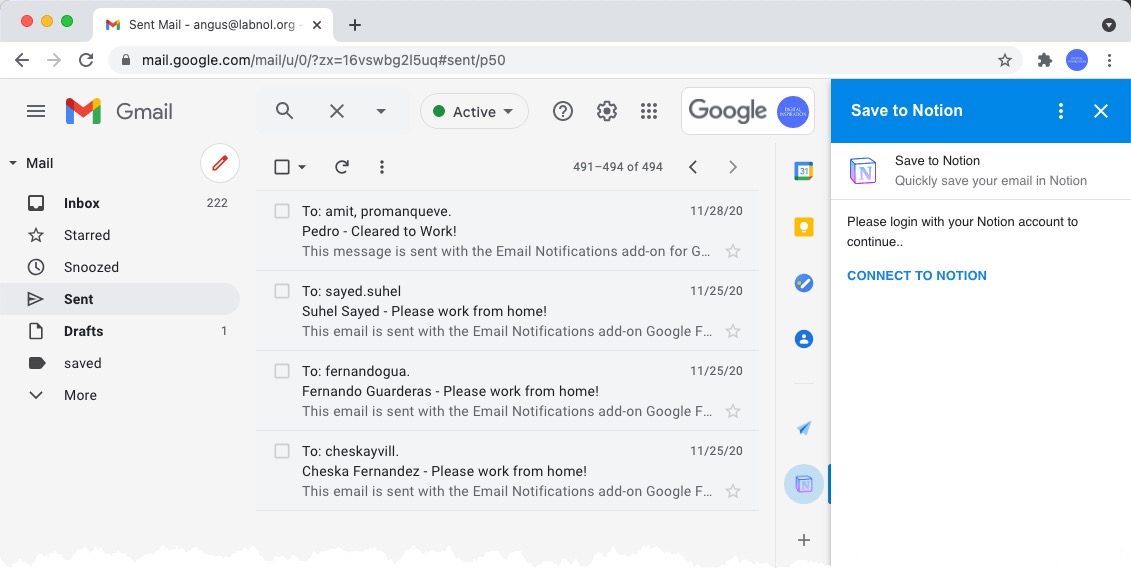 Sent Mail - angus@labnol.org -
mail.google.com/mail/u/0/?zx=16vswbg2l5uq#sent/p50
Gmail
Active
Google
DIGITAL INSPIRATION
Save to Notion
Mail
491–494 of 494
31
Save to Notion
Quickly save your email in Notion
Inbox 222
Starred
Snoozed
Sent
Drafts 1
saved
More
To: amit, promanqueve. 11/28/20
Pedro - Cleared to Work!
This message is sent with the Email Notifications add-on for G...
To: sayed.suhel 11/25/20
Suhel Sayed - Please work from home!
This email is sent with the Email Notifications add-on Google F...
To: fernandogua. 11/25/20
Fernando Guarderas - Please work from home!
This email is sent with the Email Notifications add-on Google F...
To: cheskayvill. 11/25/20
Cheska Fernandez - Please work from home!
This email is sent with the Email Notifications add-on Google F...
Please login with your Notion account to
continue..
CONNECT TO NOTION